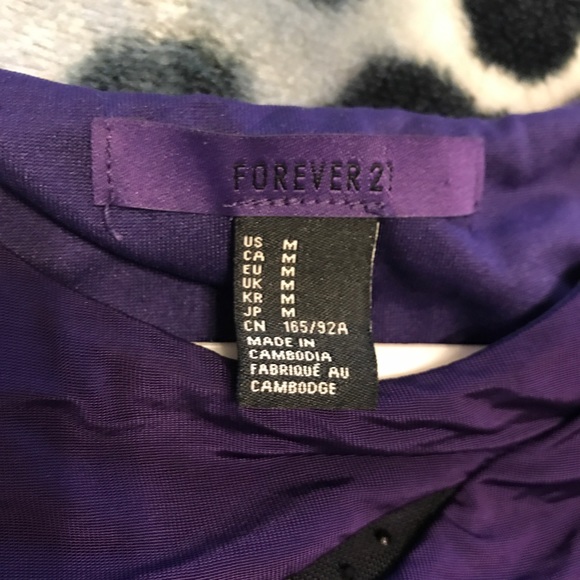 FOREVER 21
US M
CA M
EU M
UK M
KR M
JP M
CN 165/92A
MADE IN
CAMBODIA
FABRIQUÉ AU
CAMBODGE